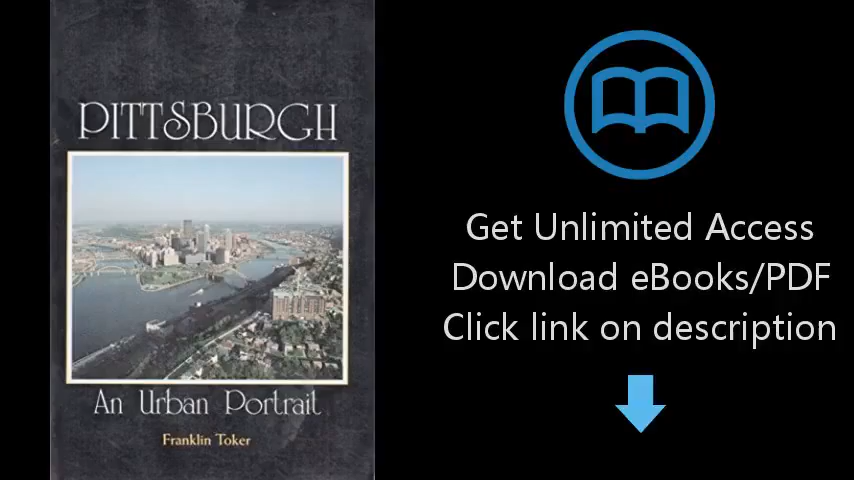 PITTSBURGH
An Urban Portrait
Franklin Toker
Get Unlimited Access
Download eBooks/PDF
Click link on description